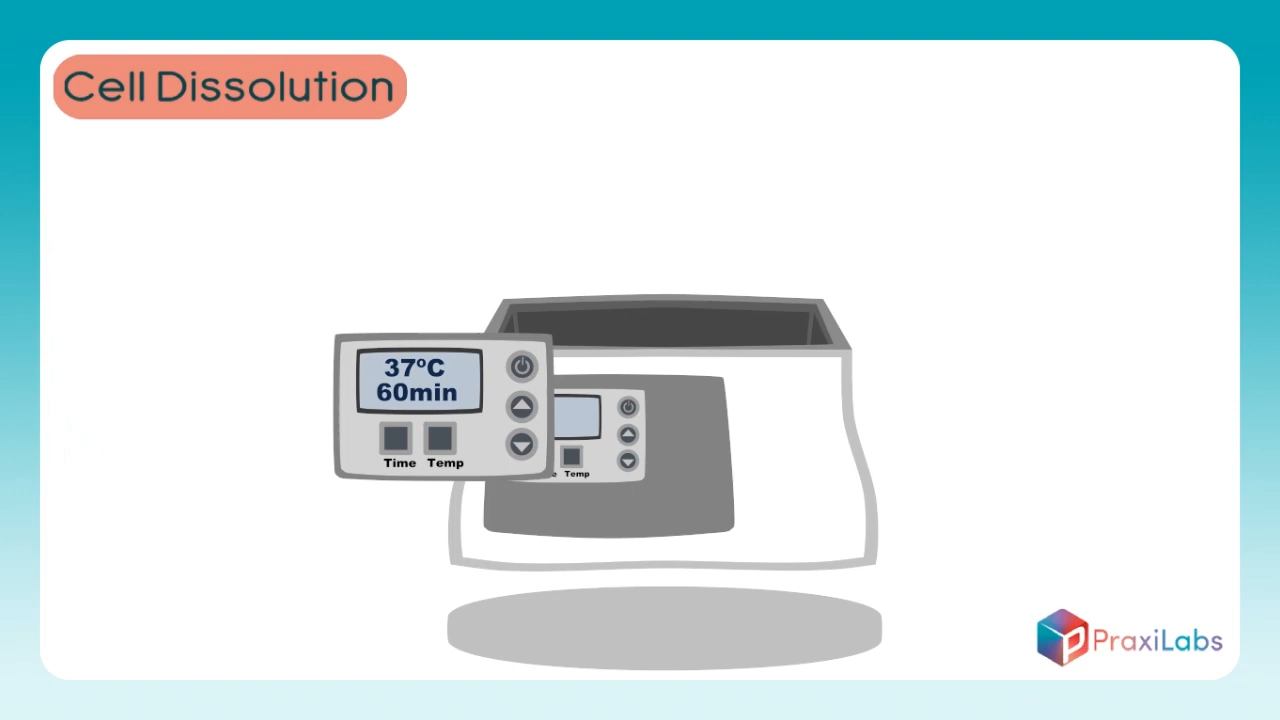 Cell Dissolution
37ºC
60min
Time Temp
Temp
PraxiLabs